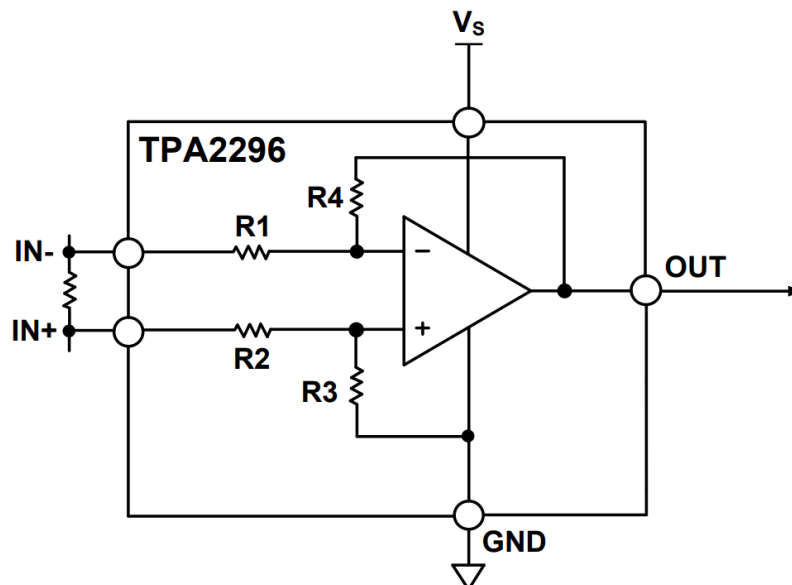 VS
TPA2296
R4
R1
IN-
−
OUT
IN+
+
R2
R3
GND